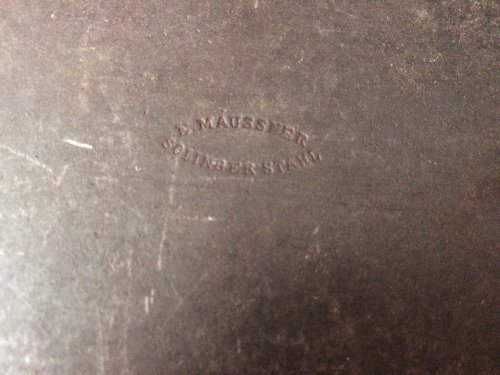 E. MAUSSNER
SOLINGER STAHL